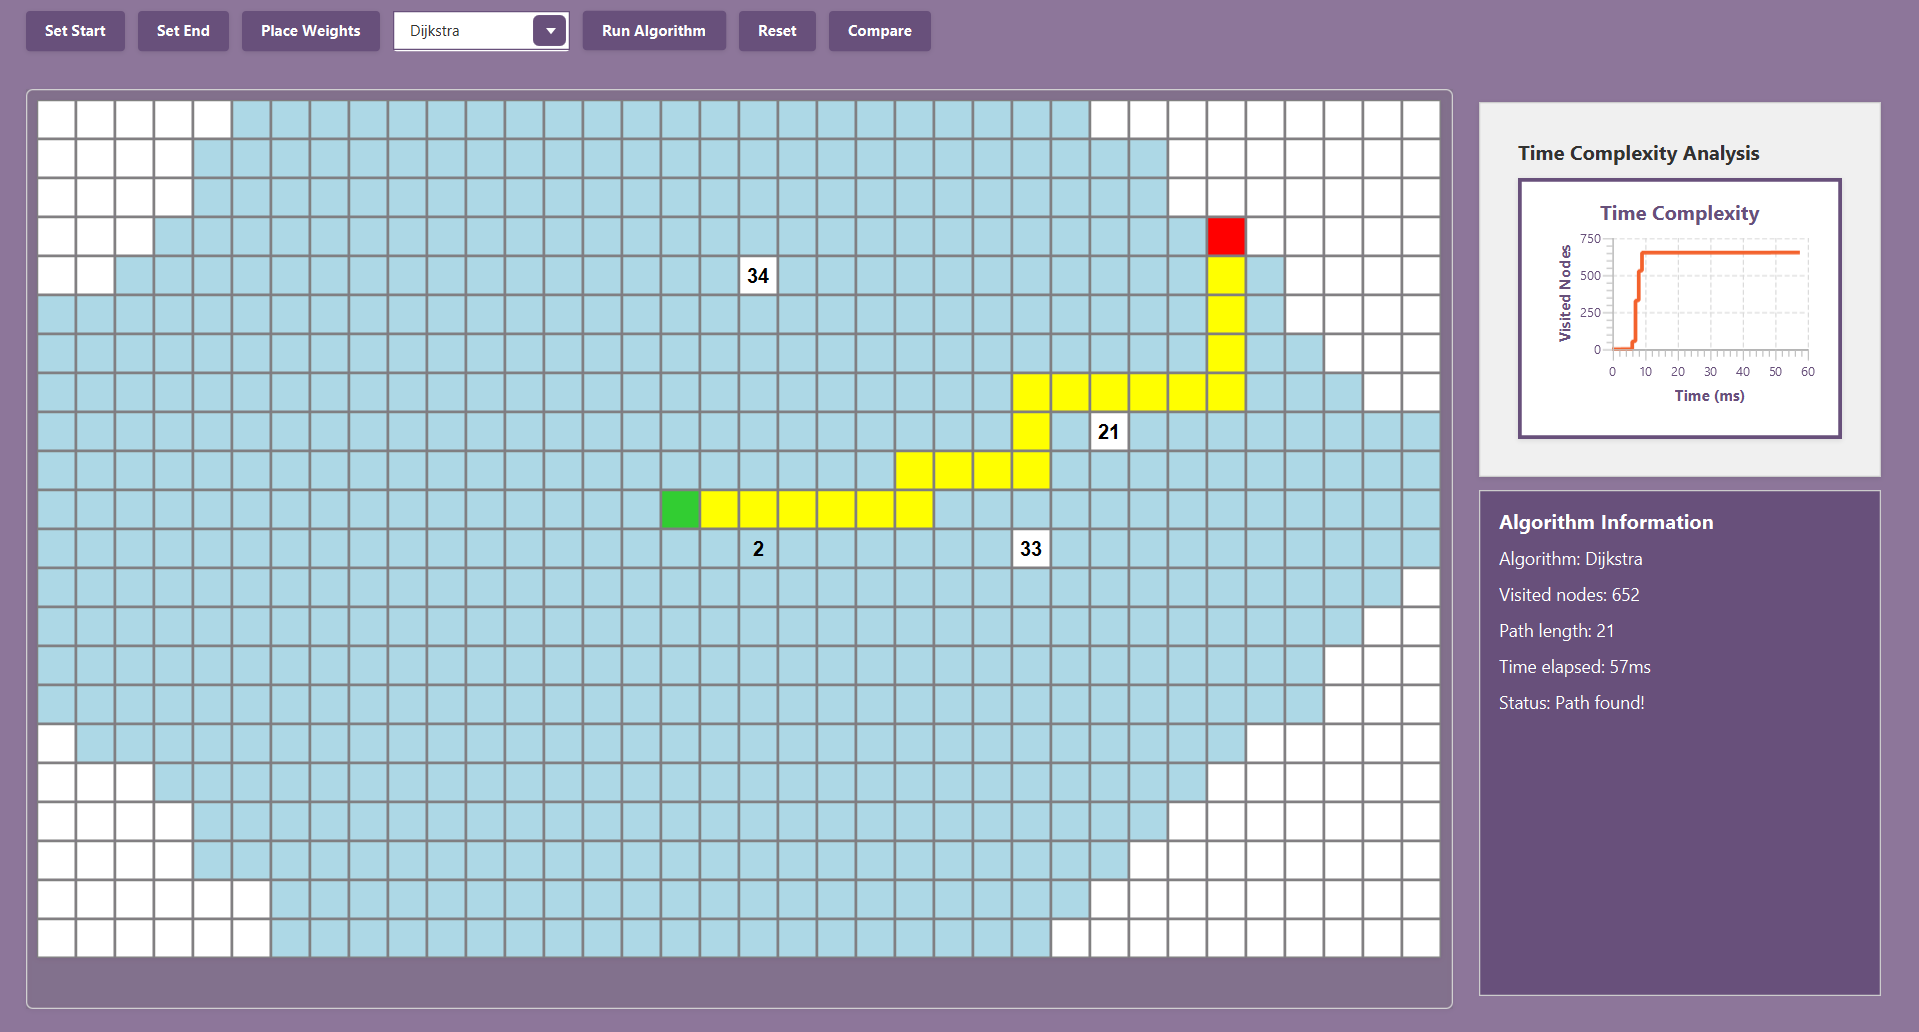 Set Start
Set End
Place Weights
Dijkstra
Run Algorithm
Reset
Compare
34
21
2
33
Time Complexity Analysis
Time Complexity
Visited Nodes
750
500
250
0
0 10 20 30 40 50 60
Time (ms)
Algorithm Information
Algorithm: Dijkstra
Visited nodes: 652
Path length: 21
Time elapsed: 57ms
Status: Path found!